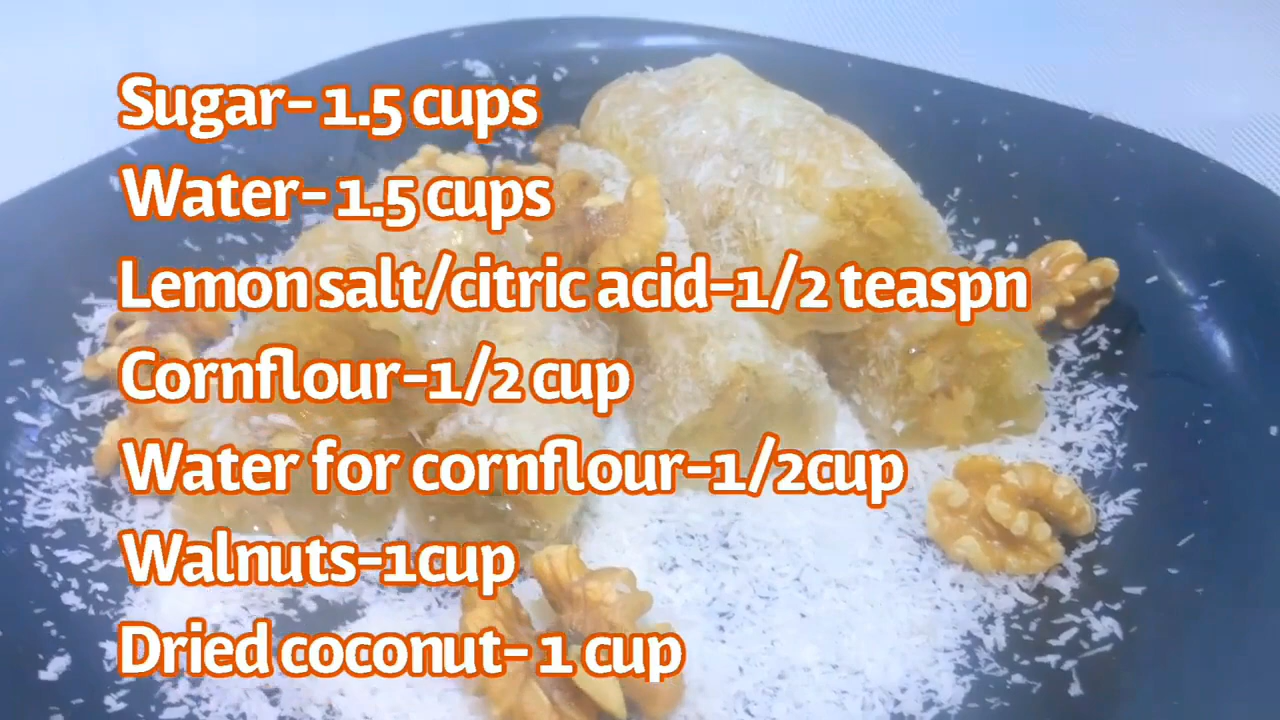 Sugar- 1.5 cups
Water- 1.5 cups
Lemon salt/citric acid-1/2 teaspn
Cornflour-1/2 cup
Water for cornflour-1/2cup
Walnuts-1cup
Dried coconut- 1 cup